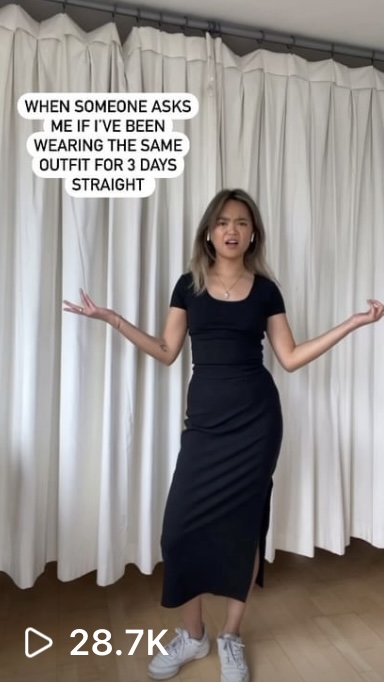 WHEN SOMEONE ASKS
ME IF I'VE BEEN
WEARING THE SAME
OUTFIT FOR 3 DAYS
STRAIGHT
28.7K